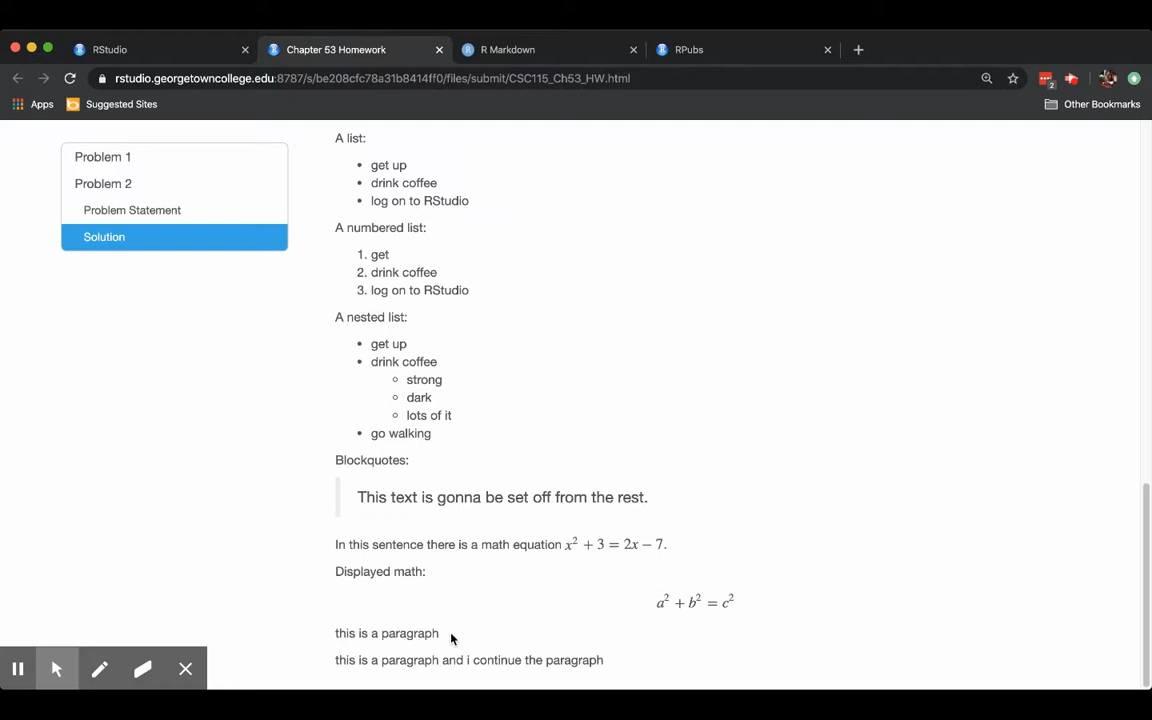 RStudio
Chapter 53 Homework
R Markdown
RPubs
rstudio.georgetowncollege.edu:8787/s/be208cfc78a31b8414ff0/files/submit/CSC115_Ch53_HW.html
2
Apps
Suggested Sites
Other Bookmarks
Problem 1
Problem 2
Problem Statement
Solution
A list:
• get up
• drink coffee
• log on to RStudio
A numbered list:
1. get
2. drink coffee
3. log on to RStudio
A nested list:
• get up
• drink coffee
◦ strong
◦ dark
◦ lots of it
• go walking
Blockquotes:
This text is gonna be set off from the rest.
In this sentence there is a math equation x² + 3 = 2x − 7.
Displayed math:
a² + b² = c²
this is a paragraph
this is a paragraph and i continue the paragraph